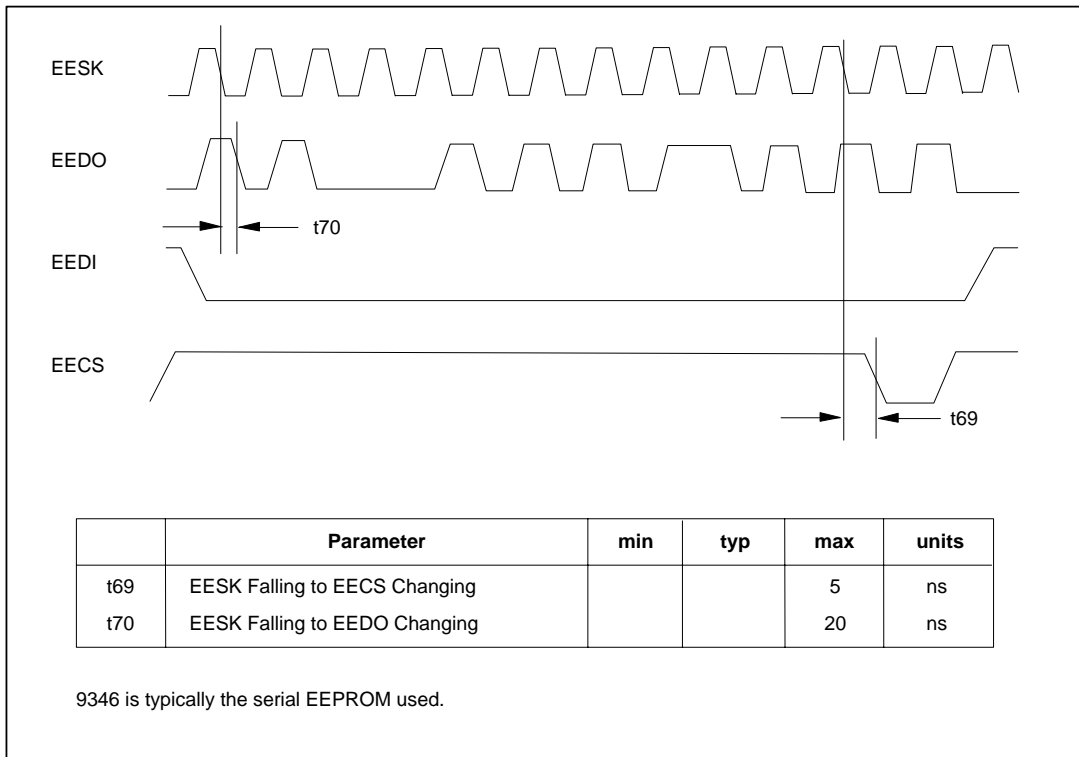 EESK
EEDO
t70
EEDI
EECS
t69
Parameter min typ max units
t69 EESK Falling to EECS Changing 5 ns
t70 EESK Falling to EEDO Changing 20 ns
9346 is typically the serial EEPROM used.